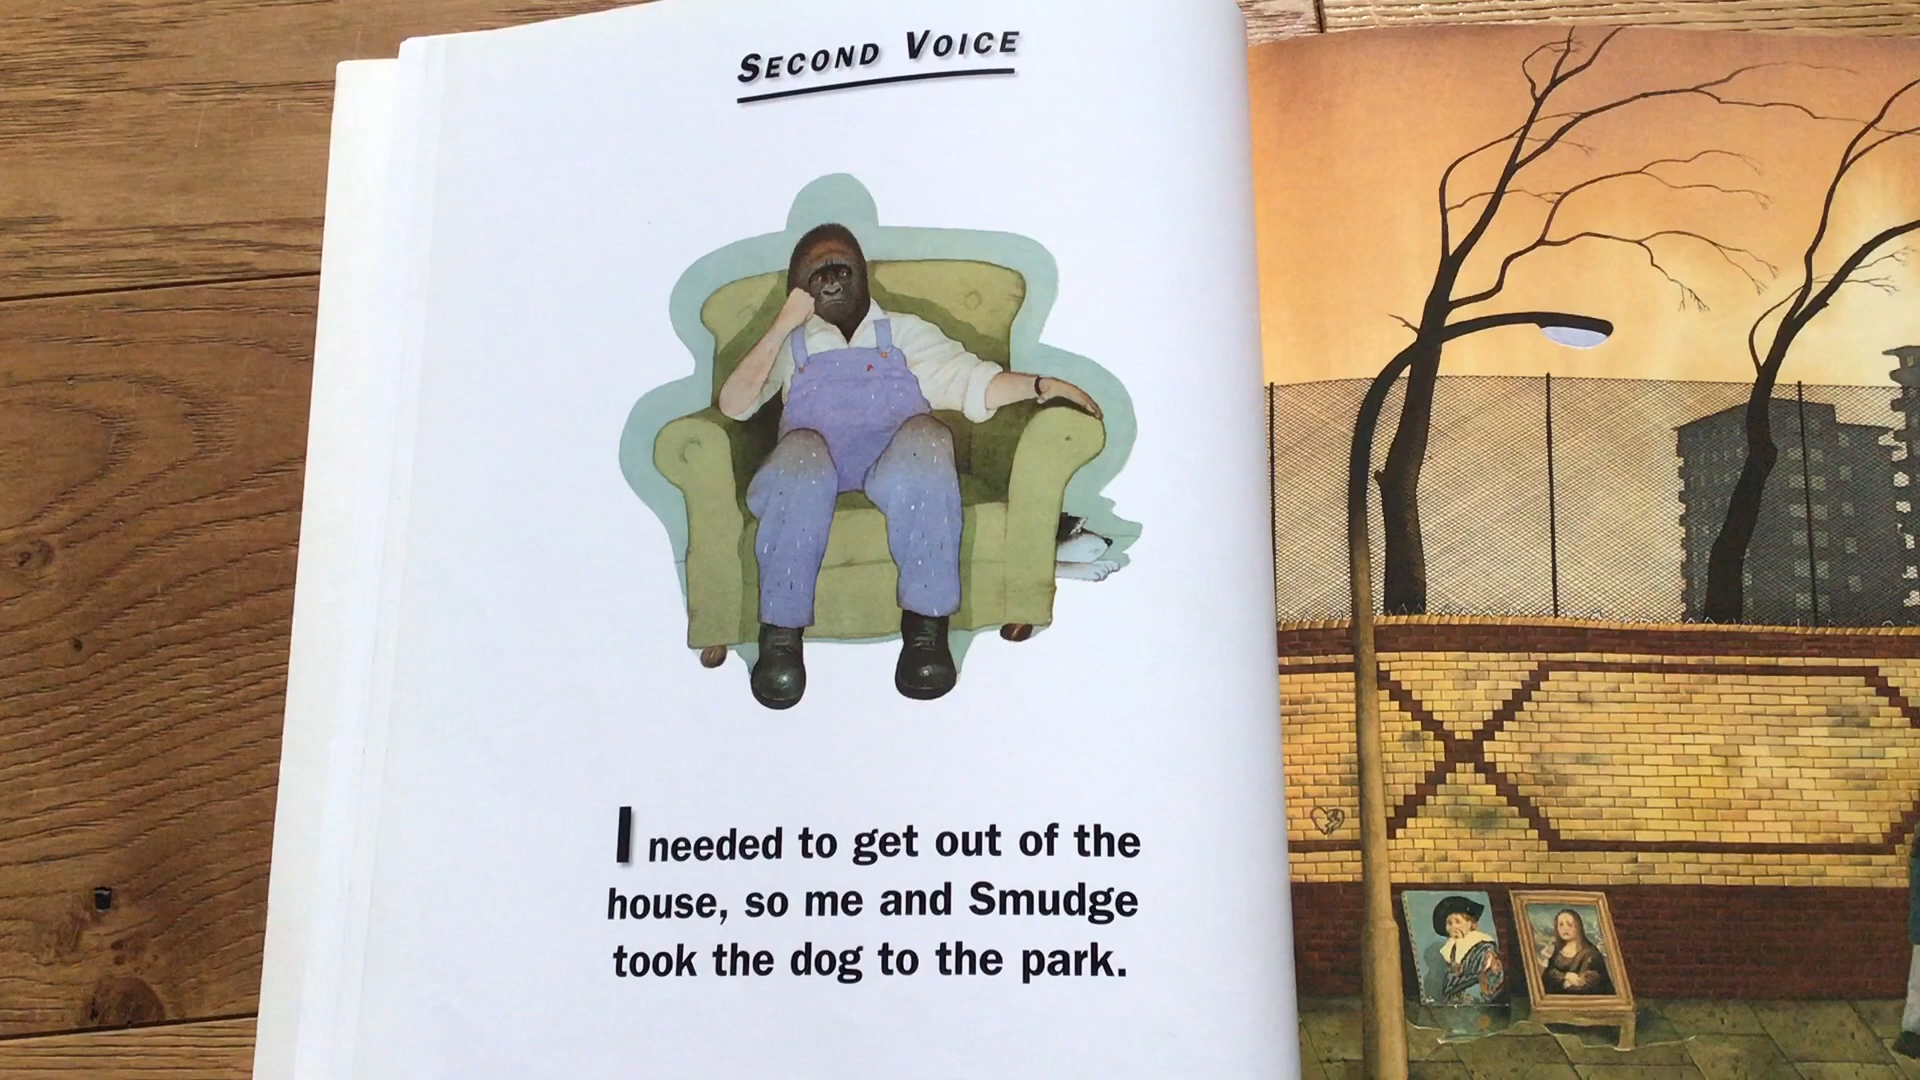 SECOND VOICE
I needed to get out of the
house, so me and Smudge
took the dog to the park.